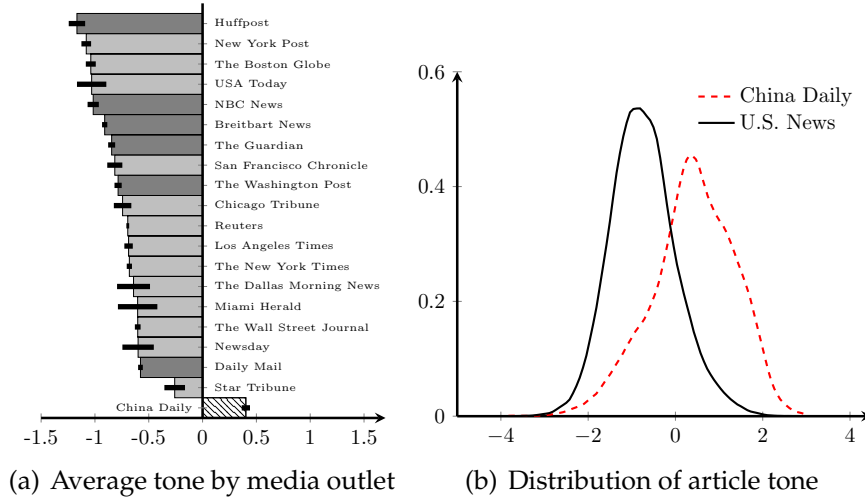 Huffpost
New York Post
The Boston Globe
USA Today
NBC News
Breitbart News
The Guardian
San Francisco Chronicle
The Washington Post
Chicago Tribune
Reuters
Los Angeles Times
The New York Times
The Dallas Morning News
Miami Herald
The Wall Street Journal
Newsday
Daily Mail
Star Tribune
China Daily
-1.5 -1 -0.5 0 0.5 1 1.5
(a) Average tone by media outlet
0.6
0.4
0.2
0
−4 −2 0 2 4
China Daily
U.S. News
(b) Distribution of article tone